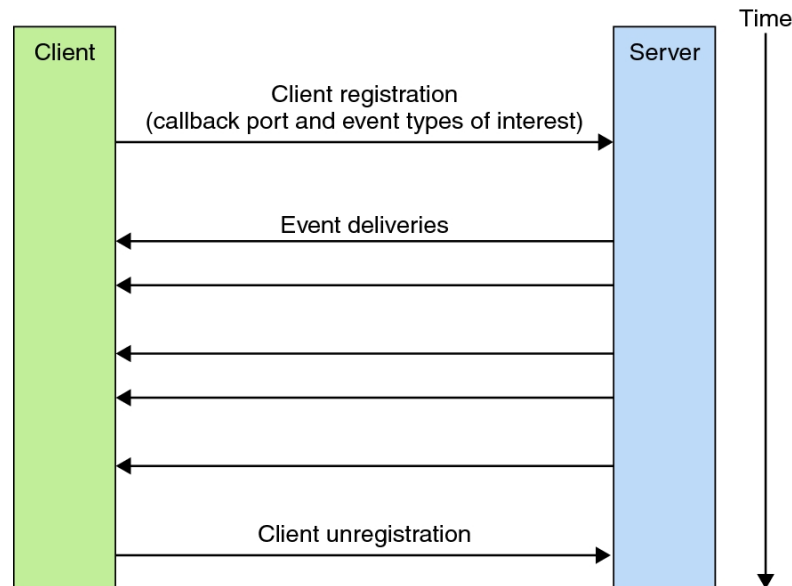 Time
Client
Server
Client registration
(callback port and event types of interest)
Event deliveries
Client unregistration